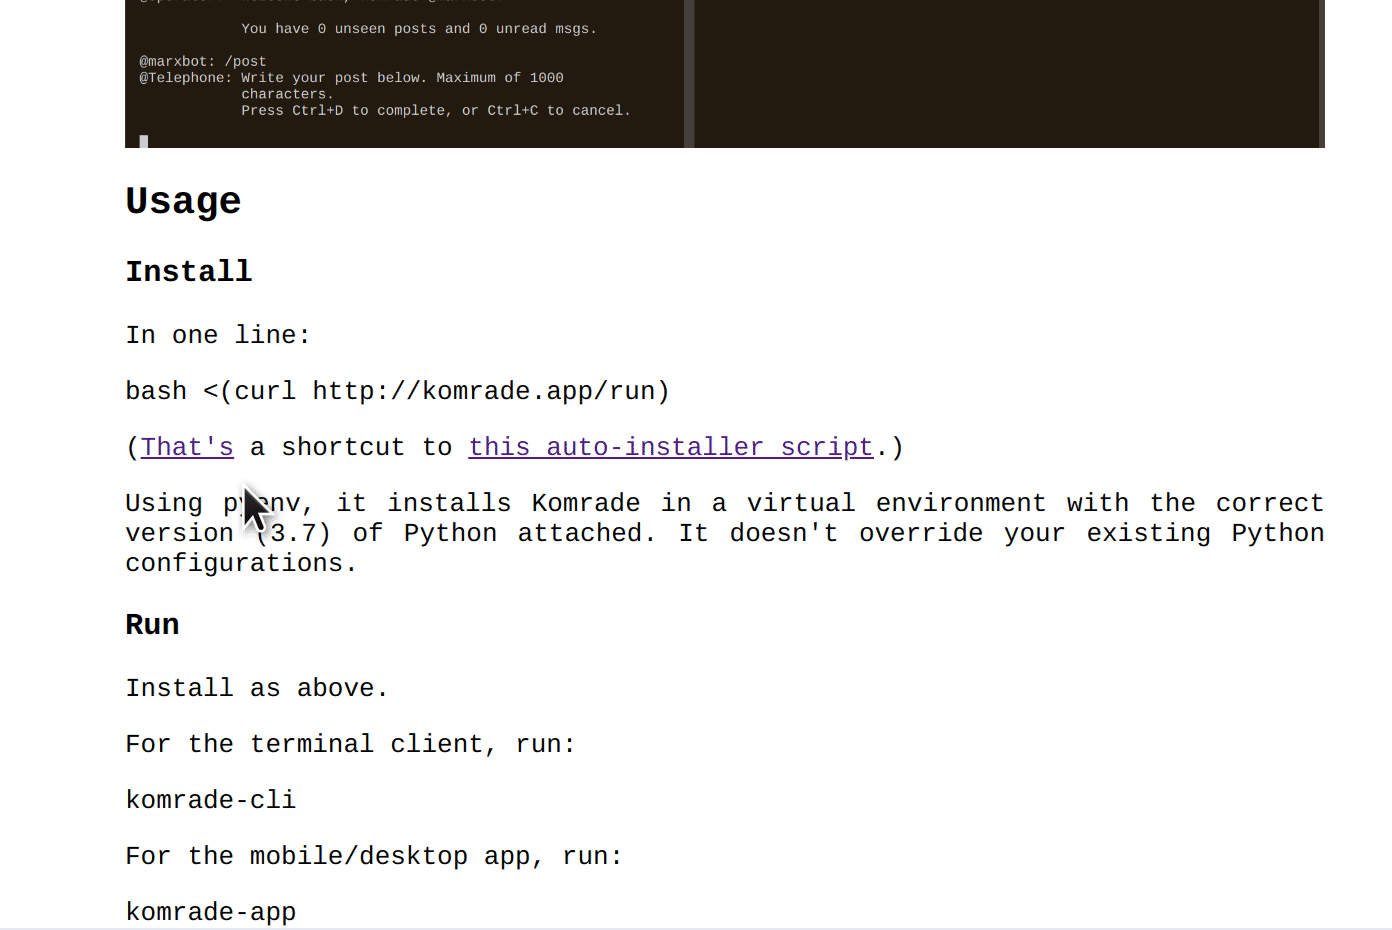 You have 0 unseen posts and 0 unread msgs.
@marxbot: /post
@Telephone: Write your post below. Maximum of 1000
characters.
Press Ctrl+D to complete, or Ctrl+C to cancel.
Usage
Install
In one line:
bash <(curl http://komrade.app/run)
(That's a shortcut to this auto-installer script.)
Using pyenv, it installs Komrade in a virtual environment with the correct
version (3.7) of Python attached. It doesn't override your existing Python
configurations.
Run
Install as above.
For the terminal client, run:
komrade-cli
For the mobile/desktop app, run:
komrade-app